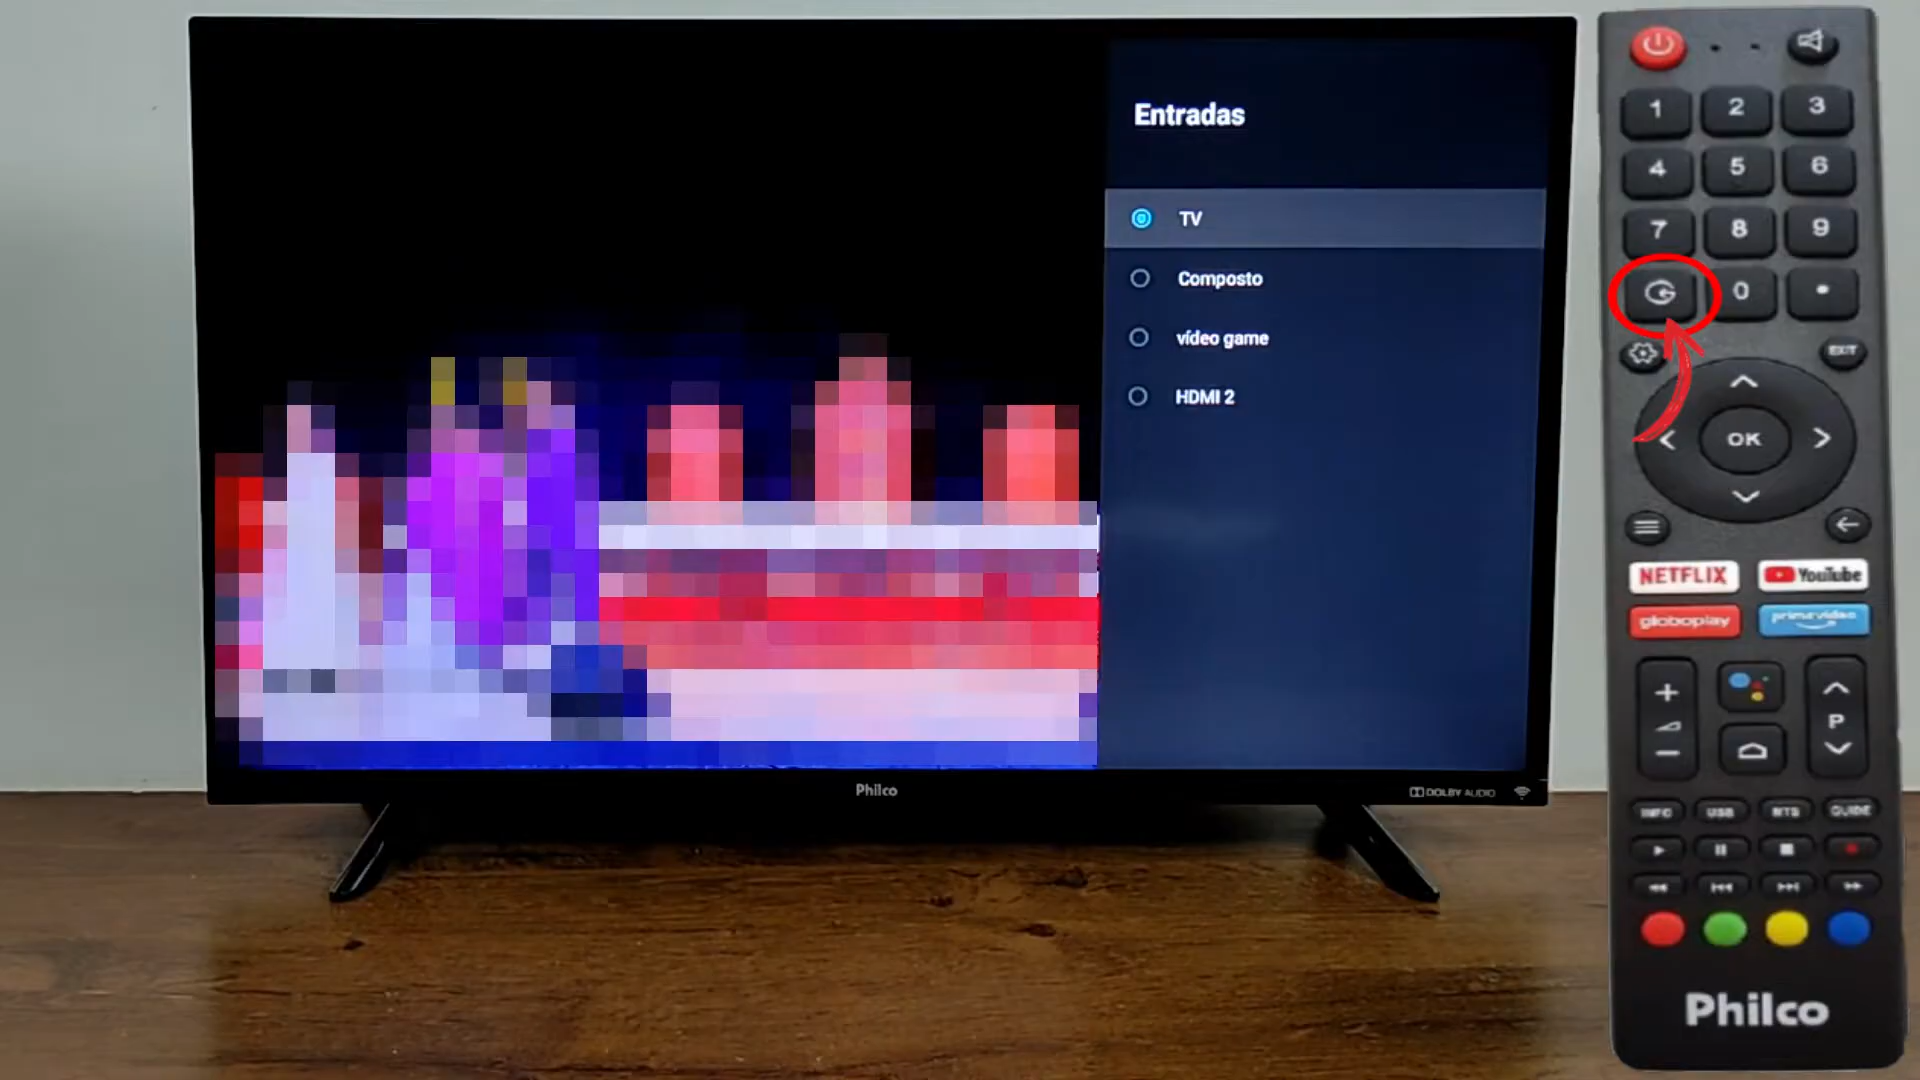 Entradas
TV
Composto
vídeo game
HDMI 2
Philco
DOLBY AUDIO
1 2 3
4 5 6
7 8 9
0
EXIT
OK
NETFLIX YouTube
globoplay prime video
P
INFO USB MTS GUIDE
Philco